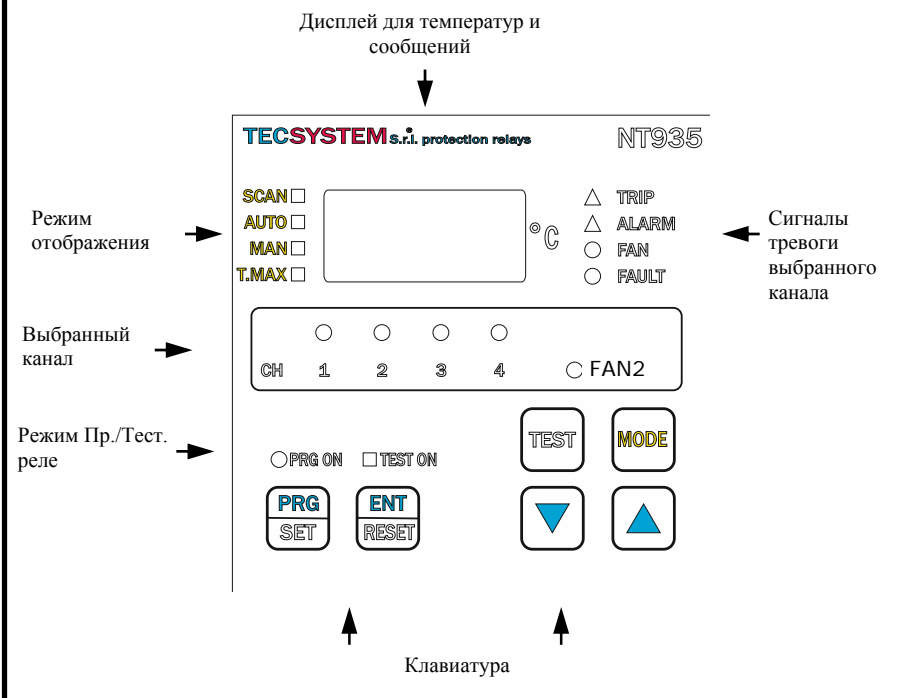 Дисплей для температур и
сообщений
TECSYSTEM S.r.l. protection relays
NT935
SCAN
AUTO
MAN
T.MAX
°C
TRIP
ALARM
FAN
FAULT
Режим
отображения
Сигналы
тревоги
выбранного
канала
Выбранный
канал
CH 1 2 3 4 FAN2
Режим Пр./Тест.
реле
PRG ON TEST ON
TEST
MODE
PRG
SET
ENT
RESET
Клавиатура